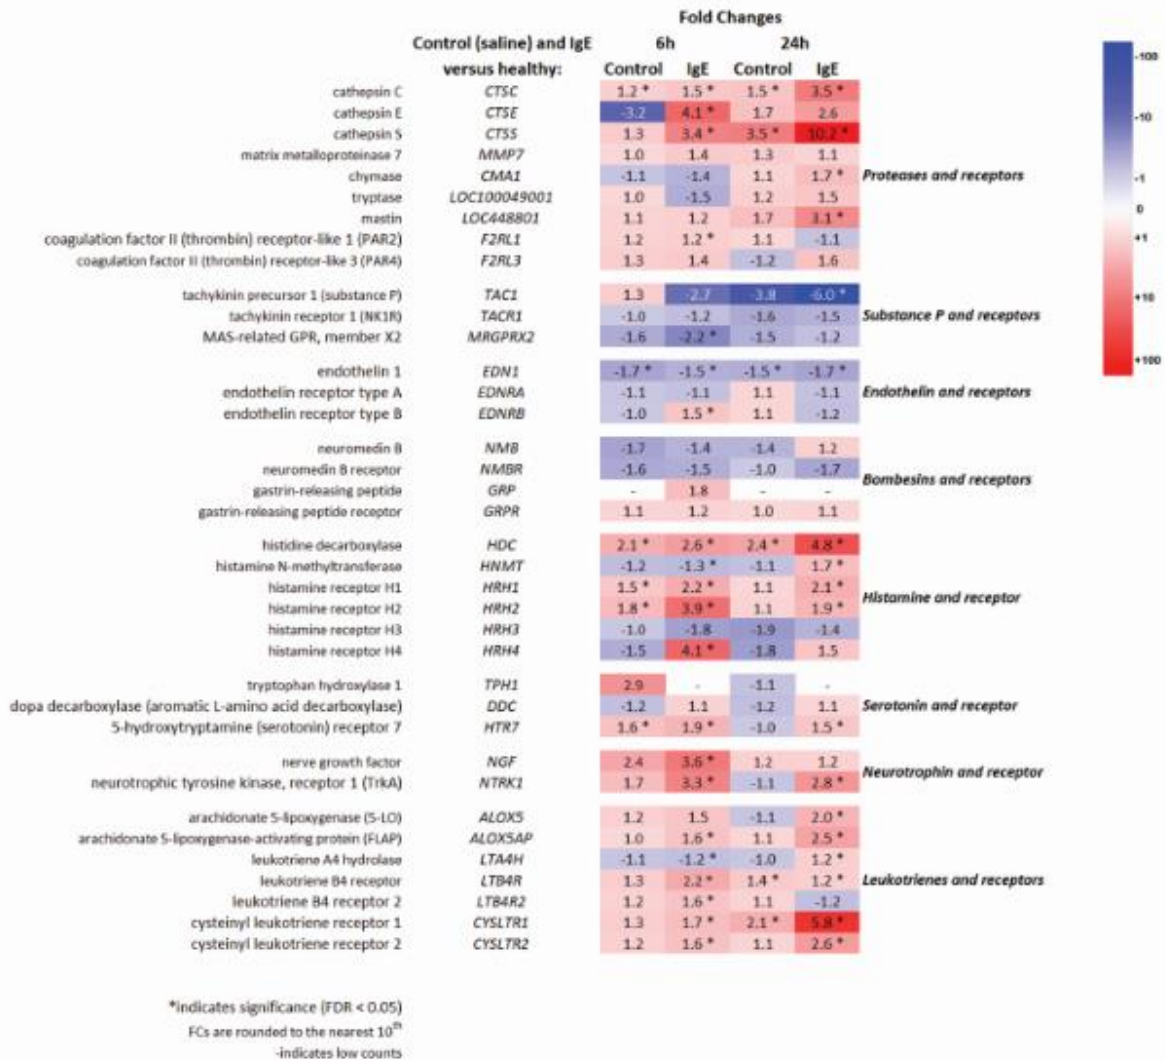 Fold Changes
Control (saline) and IgE 6h 24h
versus healthy: Control IgE Control IgE
cathepsin C CTSC 1.2 * 1.5 * 1.5 * 3.5 *
cathepsin E CTSE -3.2 4.1 * 1.7 2.6
cathepsin S CTSS 1.3 3.4 * 3.5 * 10.2 *
matrix metalloproteinase 7 MMP7 1.0 1.4 1.3 1.1
chymase CMA1 -1.1 -1.4 1.1 1.7 * Proteases and receptors
tryptase LOC100049001 1.0 -1.5 1.2 1.5
mastin LOC448801 1.1 1.2 1.7 3.1 *
coagulation factor II (thrombin) receptor-like 1 (PAR2) F2RL1 1.2 1.2 * 1.1 -1.1
coagulation factor II (thrombin) receptor-like 3 (PAR4) F2RL3 1.3 1.4 -1.2 1.6
tachykinin precursor 1 (substance P) TAC1 1.3 -2.7 -3.8 -6.0 *
tachykinin receptor 1 (NK1R) TACR1 -1.0 -1.2 -1.6 -1.5 Substance P and receptors
MAS-related GPR, member X2 MRGPRX2 -1.6 -2.2 * -1.5 -1.2
endothelin 1 EDN1 -1.7 * -1.5 * -1.5 * -1.7 *
endothelin receptor type A EDNRA -1.1 -1.1 1.1 -1.1 Endothelin and receptors
endothelin receptor type B EDNRB -1.0 1.5 * 1.1 -1.2
neuromedin B NMB -1.7 -1.4 -1.4 1.2
neuromedin B receptor NMBR -1.6 -1.5 -1.0 -1.7 Bombesins and receptors
gastrin-releasing peptide GRP - 1.8 - -
gastrin-releasing peptide receptor GRPR 1.1 1.2 1.0 1.1
histidine decarboxylase HDC 2.1 * 2.6 * 2.4 * 4.8 *
histamine N-methyltransferase HNMT -1.2 -1.3 * -1.1 1.7 *
histamine receptor H1 HRH1 1.5 * 2.2 * 1.1 2.1 * Histamine and receptor
histamine receptor H2 HRH2 1.8 * 3.9 * 1.1 1.9 *
histamine receptor H3 HRH3 -1.0 -1.8 -1.9 -1.4
histamine receptor H4 HRH4 -1.5 4.1 * -1.8 1.5
tryptophan hydroxylase 1 TPH1 2.9 - -1.1 -
dopa decarboxylase (aromatic L-amino acid decarboxylase) DDC -1.2 1.1 -1.2 1.1 Serotonin and receptor
5-hydroxytryptamine (serotonin) receptor 7 HTR7 1.6 * 1.9 * -1.0 1.5 *
nerve growth factor NGF 2.4 3.6 * 1.2 1.2 Neurotrophin and receptor
neurotrophic tyrosine kinase, receptor 1 (TrkA) NTRK1 1.7 3.3 * -1.1 2.8 *
arachidonate 5-lipoxygenase (5-LO) ALOX5 1.2 1.5 -1.1 2.0 *
arachidonate 5-lipoxygenase-activating protein (FLAP) ALOX5AP 1.0 1.6 * 1.1 2.5 *
leukotriene A4 hydrolase LTA4H -1.1 -1.2 * -1.0 1.2 *
leukotriene B4 receptor LTB4R 1.3 2.2 * 1.4 * 1.2 * Leukotrienes and receptors
leukotriene B4 receptor 2 LTB4R2 1.2 1.6 * 1.1 -1.2
cysteinyl leukotriene receptor 1 CYSLTR1 1.3 1.7 * 2.1 * 5.8 *
cysteinyl leukotriene receptor 2 CYSLTR2 1.2 1.6 * 1.1 2.6 *
*indicates significance (FDR < 0.05)
FCs are rounded to the nearest 10th
-indicates low counts
-100
-10
-1
0
+1
+10
+100